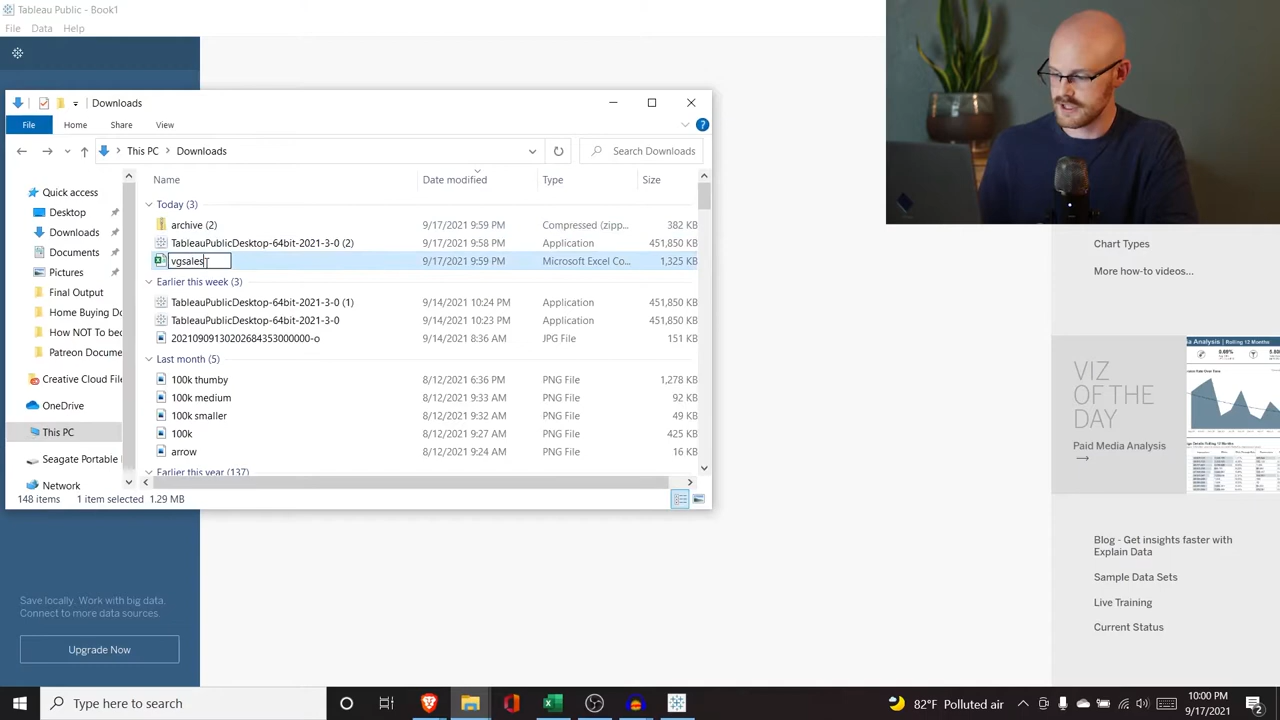 Tableau Public - Book1
File Data Help
Downloads
File Home Share View
This PC Downloads
Search Downloads
Name Date modified Type Size
Quick access
Desktop
Downloads
Documents
Pictures
Final Output
Home Buying Do
How NOT To bec
Patreon Docume
Creative Cloud File
OneDrive
This PC
Seagate Portable
Network
Today (3)
archive (2) 9/17/2021 9:59 PM Compressed (zipp... 382 KB
TableauPublicDesktop-64bit-2021-3-0 (2) 9/17/2021 9:58 PM Application 451,850 KB
vgsales 9/17/2021 9:59 PM Microsoft Excel Co... 1,325 KB
Earlier this week (3)
TableauPublicDesktop-64bit-2021-3-0 (1) 9/14/2021 10:24 PM Application 451,850 KB
TableauPublicDesktop-64bit-2021-3-0 9/14/2021 10:23 PM Application 451,850 KB
20210909130202684353000000-o 9/14/2021 8:36 AM JPG File 151 KB
Last month (5)
100k thumby 8/12/2021 6:36 PM PNG File 1,278 KB
100k medium 8/12/2021 9:33 AM PNG File 92 KB
100k smaller 8/12/2021 9:32 AM PNG File 49 KB
100k 8/12/2021 9:27 AM PNG File 425 KB
arrow PNG File 16 KB
Earlier this year (137)
148 items 1 item selected 1.29 MB
Save locally. Work with big data.
Connect to more data sources.
Upgrade Now
Chart Types
More how-to videos...
VIZ
OF THE
DAY
Paid Media Analysis
→
Analysis | Rolling 12 Months
Blog - Get insights faster with
Explain Data
Sample Data Sets
Live Training
Current Status
Type here to search
82°F Polluted air
10:00 PM
9/17/2021
2